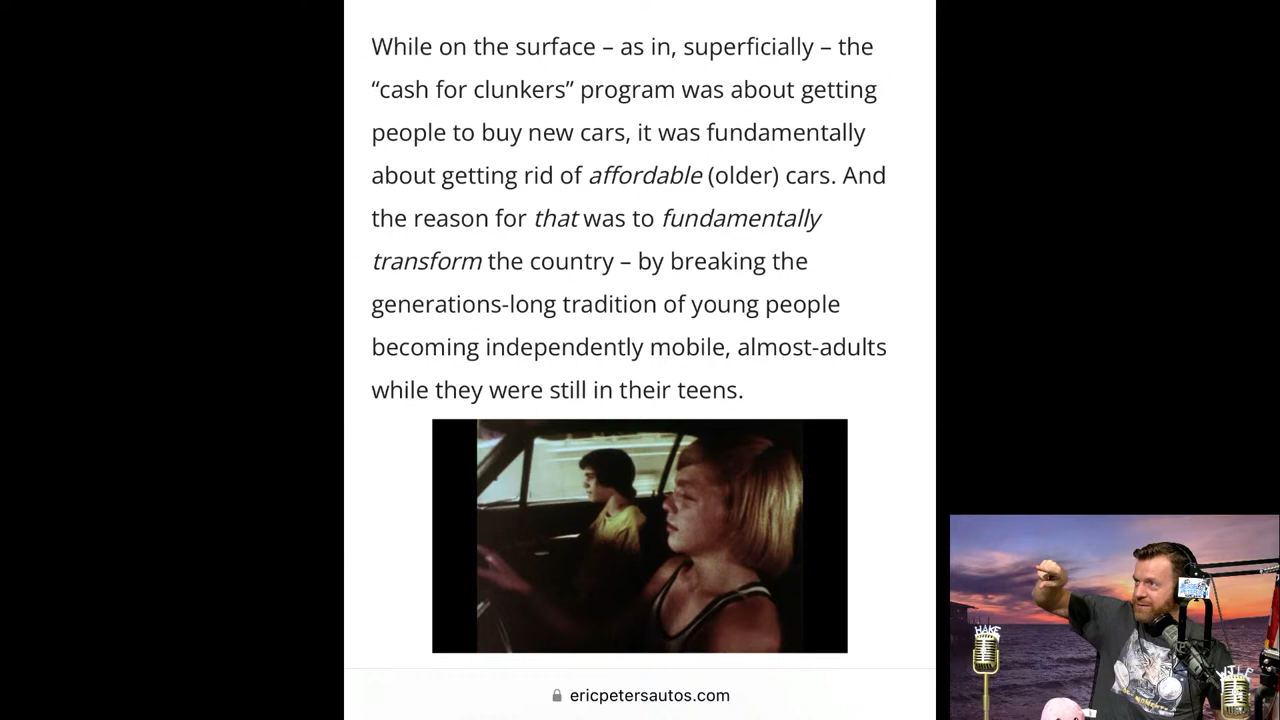 While on the surface – as in, superficially – the
“cash for clunkers” program was about getting
people to buy new cars, it was fundamentally
about getting rid of affordable (older) cars. And
the reason for that was to fundamentally
transform the country – by breaking the
generations-long tradition of young people
becoming independently mobile, almost-adults
while they were still in their teens.
ericpetersautos.com
HAKE